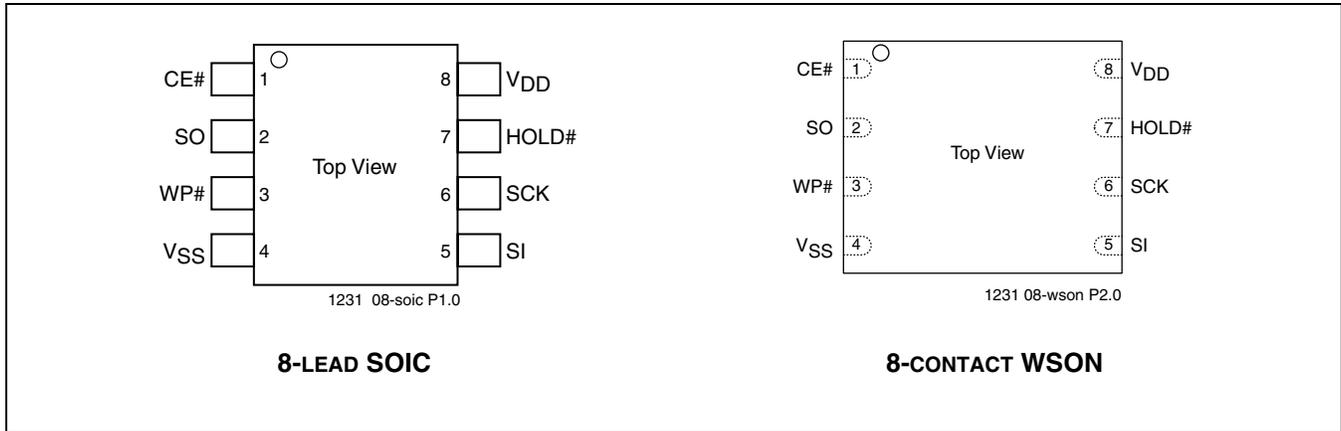 CE# 1 8 VDD
SO 2 7 HOLD#
Top View
WP# 3 6 SCK
VSS 4 5 SI
1231 08-soic P1.0
8-LEAD SOIC
CE# 1 8 VDD
SO 2 7 HOLD#
Top View
WP# 3 6 SCK
VSS 4 5 SI
1231 08-wson P2.0
8-CONTACT WSON